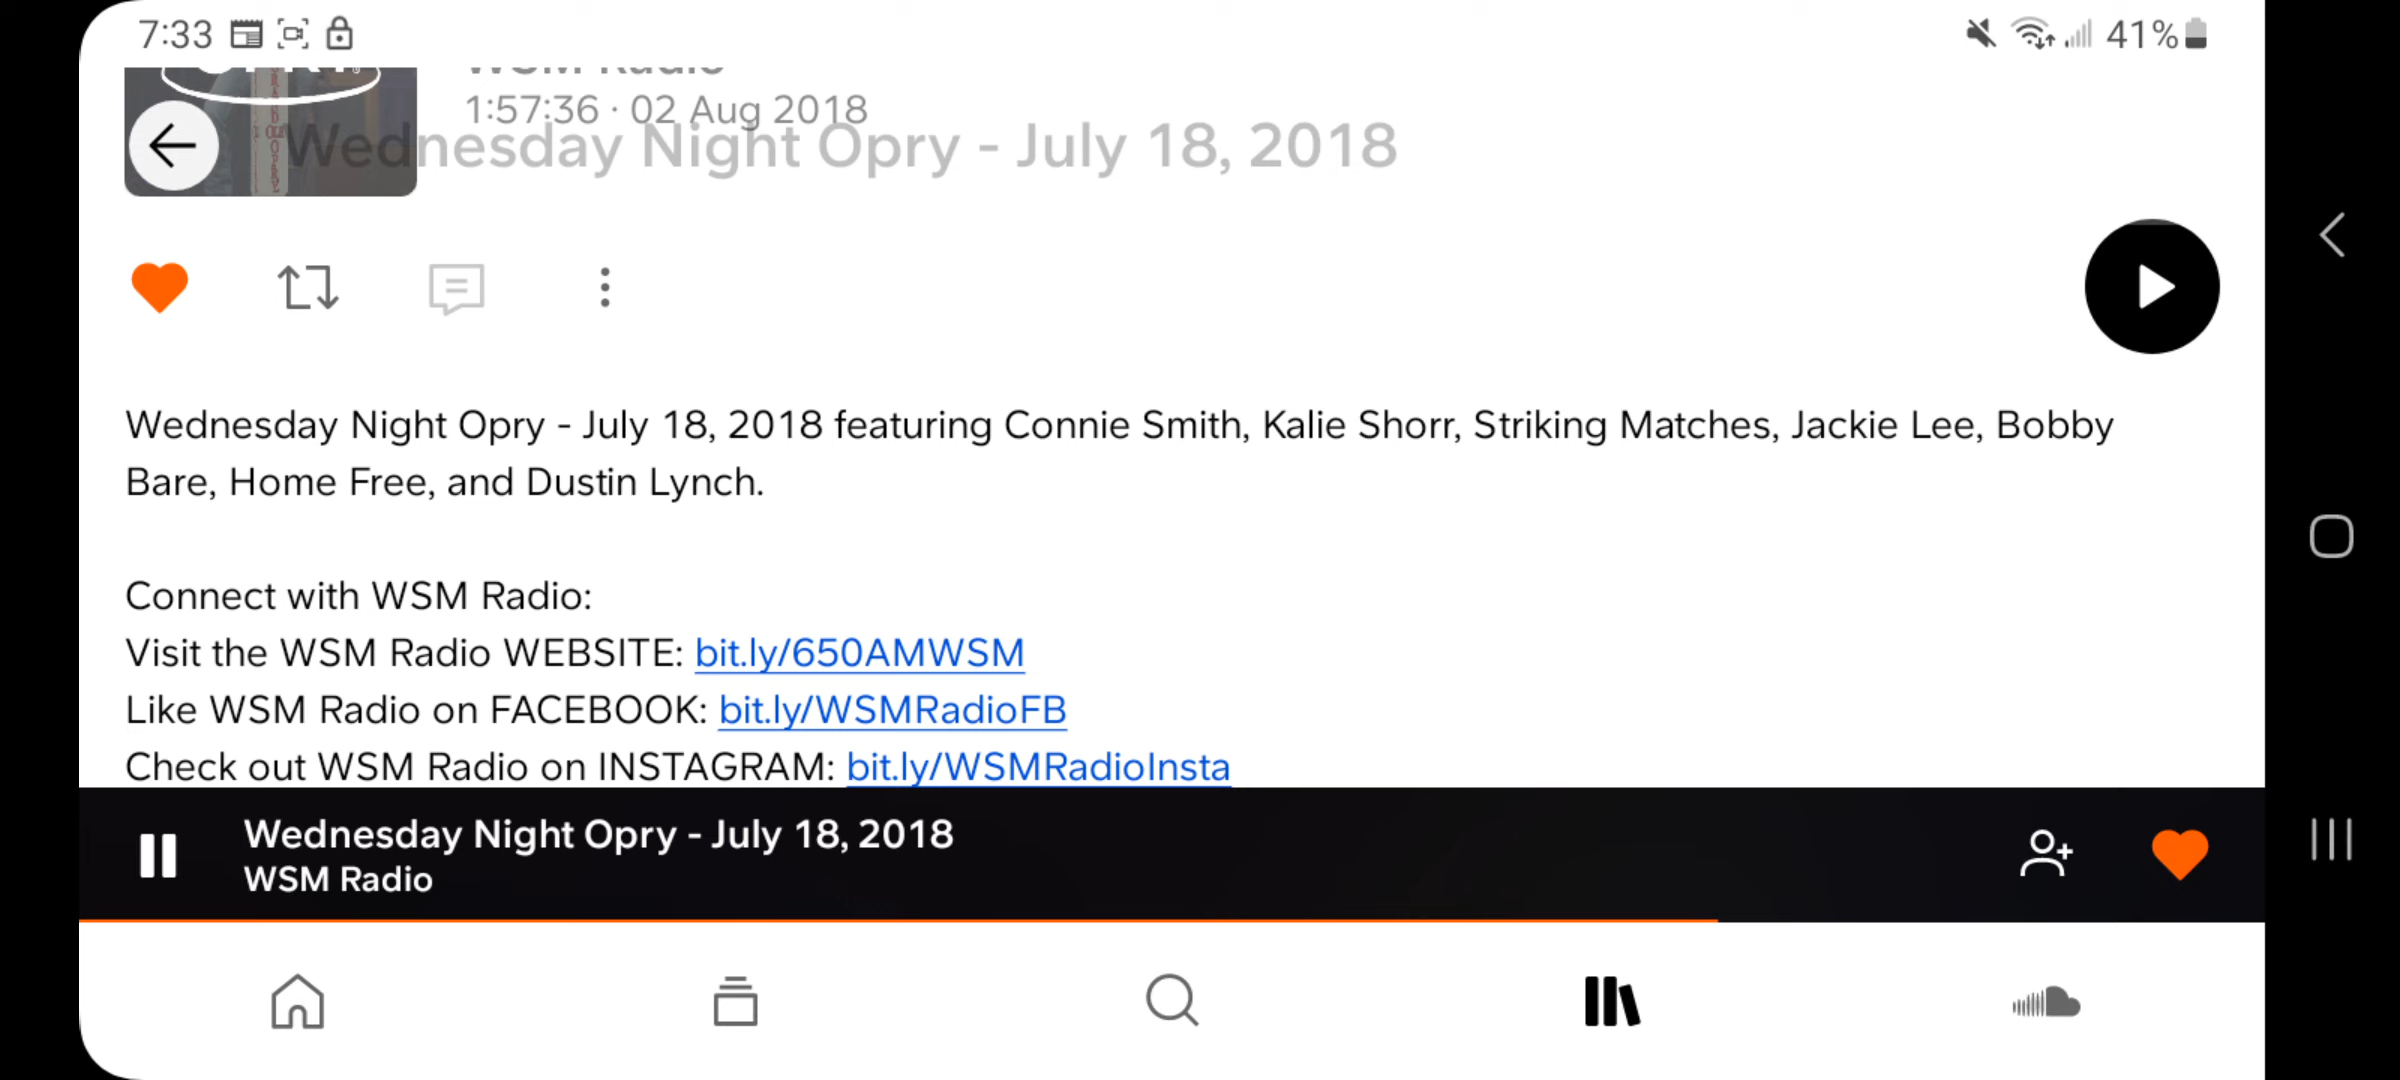 7:33
41%
WSM Radio
1:57:36 · 02 Aug 2018
Wednesday Night Opry - July 18, 2018
Wednesday Night Opry - July 18, 2018 featuring Connie Smith, Kalie Shorr, Striking Matches, Jackie Lee, Bobby
Bare, Home Free, and Dustin Lynch.
Connect with WSM Radio:
Visit the WSM Radio WEBSITE: bit.ly/650AMWSM
Like WSM Radio on FACEBOOK: bit.ly/WSMRadioFB
Check out WSM Radio on INSTAGRAM: bit.ly/WSMRadioInsta
Wednesday Night Opry - July 18, 2018
WSM Radio